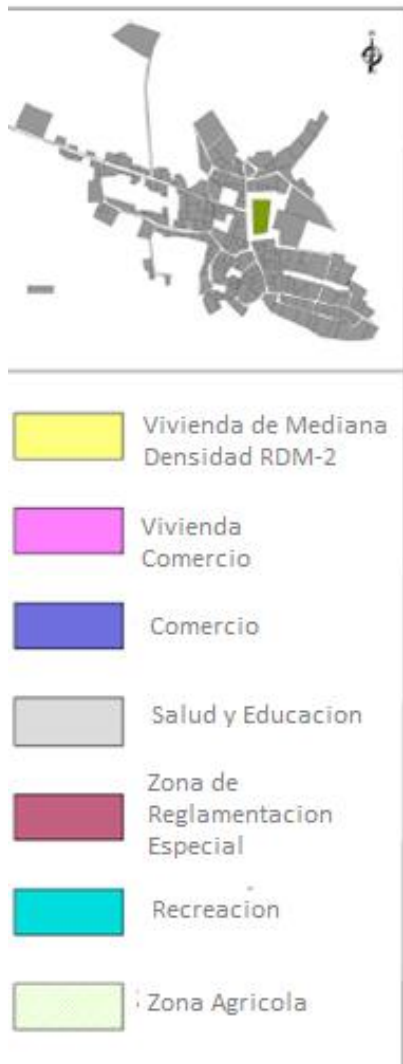 Vivienda de Mediana
Densidad RDM-2
Vivienda
Comercio
Comercio
Salud y Educacion
Zona de
Reglamentacion
Especial
Recreacion
Zona Agricola